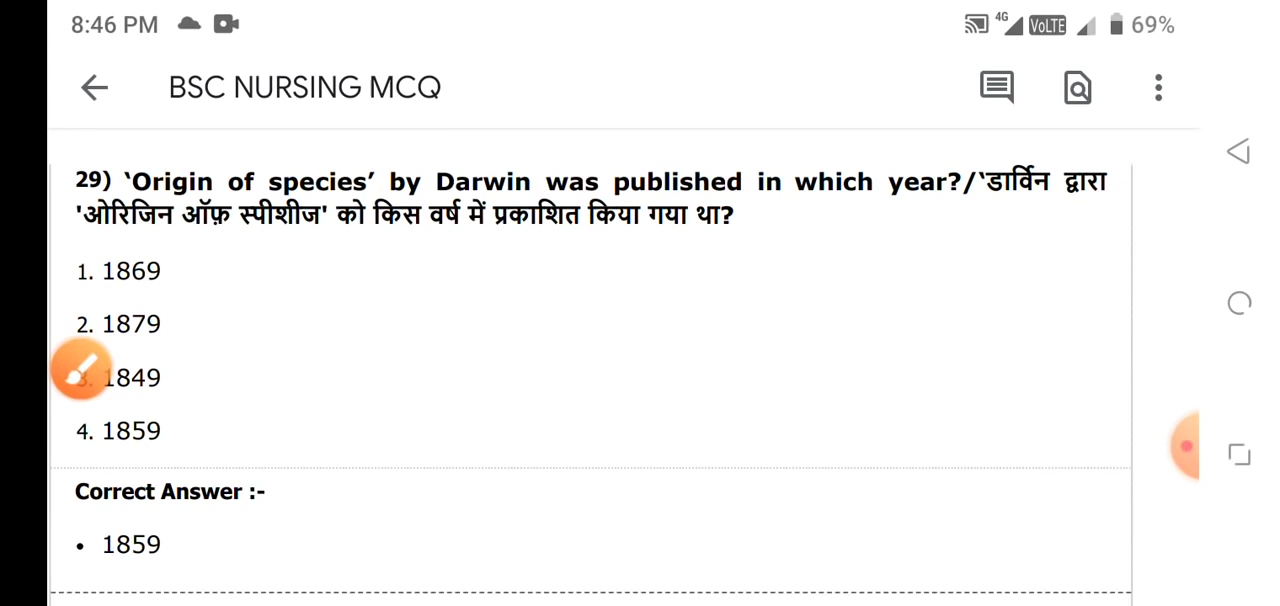 8:46 PM 4G VoLTE 69%
BSC NURSING MCQ
29) ‘Origin of species’ by Darwin was published in which year?/‘डार्विन द्वारा
'ओरिजिन ऑफ़ स्पीशीज' को किस वर्ष में प्रकाशित किया गया था?
1. 1869
2. 1879
3. 1849
4. 1859
Correct Answer :-
• 1859